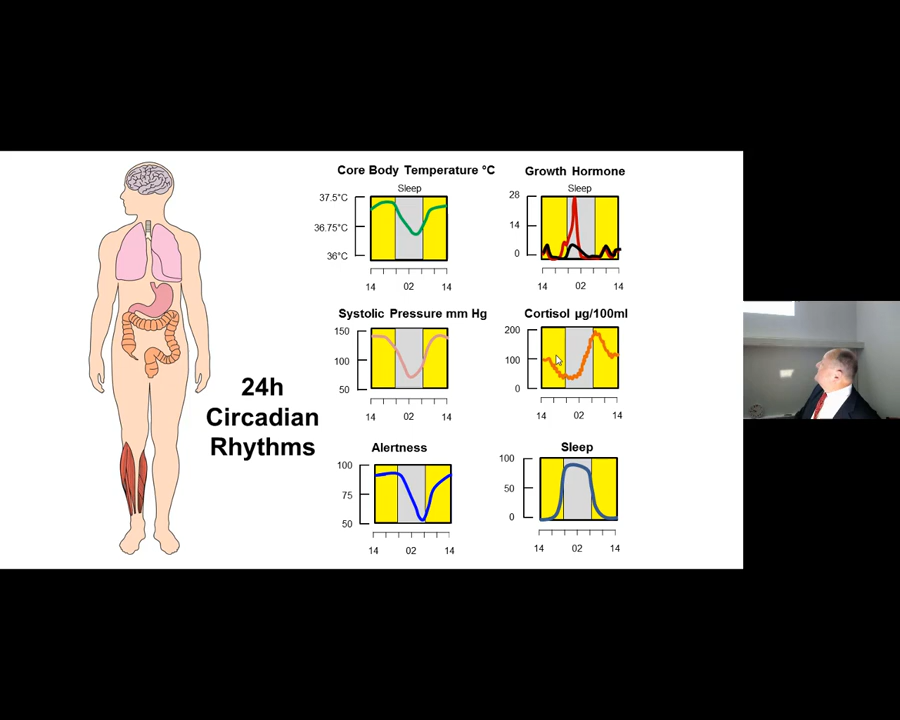 24h
Circadian
Rhythms
Core Body Temperature °C
Sleep
37.5°C
36.75°C
36°C
14 02 14
Growth Hormone
Sleep
28
14
0
14 02 14
Systolic Pressure mm Hg
150
100
50
14 02 14
Cortisol µg/100ml
200
100
0
14 02 14
Alertness
100
75
50
14 02 14
Sleep
100
50
0
14 02 14